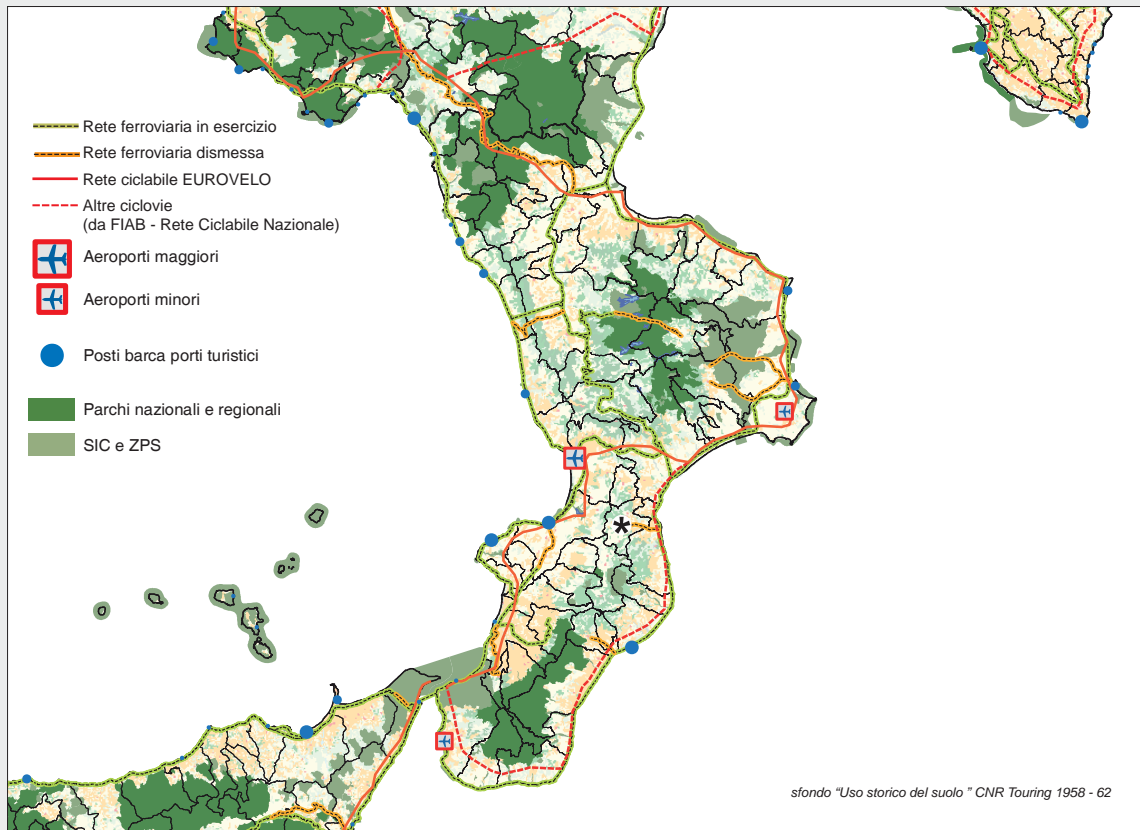 Rete ferroviaria in esercizio
Rete ferroviaria dismessa
Rete ciclabile EUROVELO
Altre ciclovie
(da FIAB - Rete Ciclabile Nazionale)
Aeroporti maggiori
Aeroporti minori
Posti barca porti turistici
Parchi nazionali e regionali
SIC e ZPS
*
sfondo “Uso storico del suolo ” CNR Touring 1958 - 62